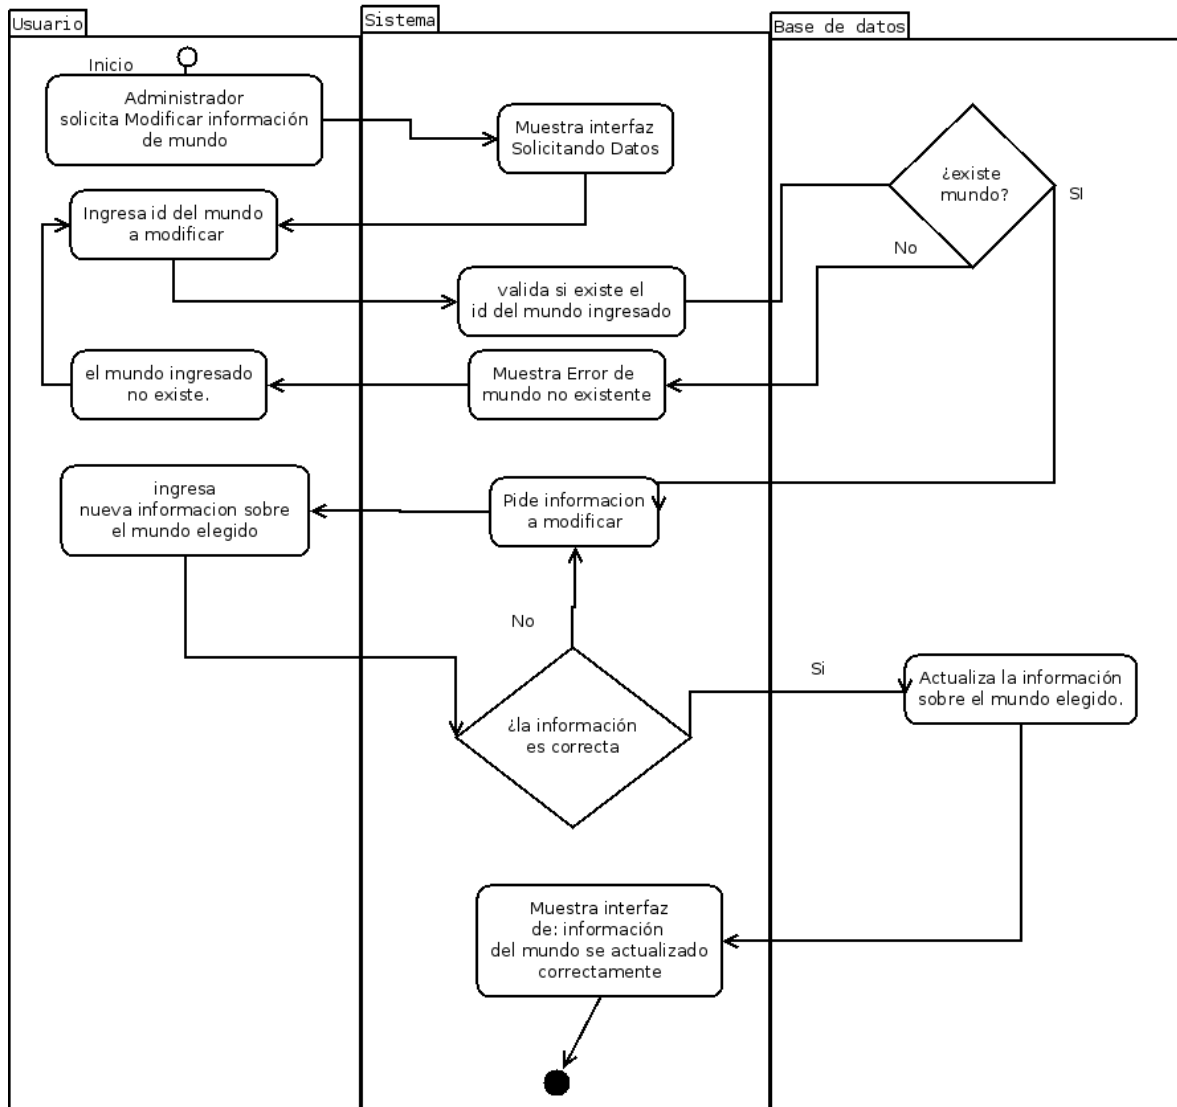 Usuario
Sistema
Base de datos
Inicio
Administrador
solicita Modificar información
de mundo
Muestra interfaz
Solicitando Datos
¿existe
mundo?
SI
No
Ingresa id del mundo
a modificar
valida si existe el
id del mundo ingresado
el mundo ingresado
no existe.
Muestra Error de
mundo no existente
ingresa
nueva informacion sobre
el mundo elegido
Pide informacion
a modificar
No
¿la información
es correcta
Si
Actualiza la información
sobre el mundo elegido.
Muestra interfaz
de: información
del mundo se actualizado
correctamente